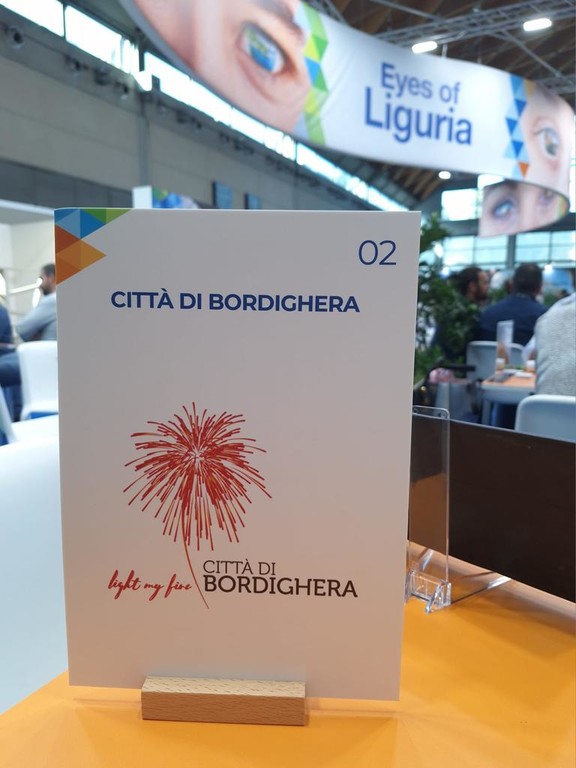 Eyes of
Liguria
02
CITTÀ DI BORDIGHERA
light my fire
CITTÀ DI
BORDIGHERA